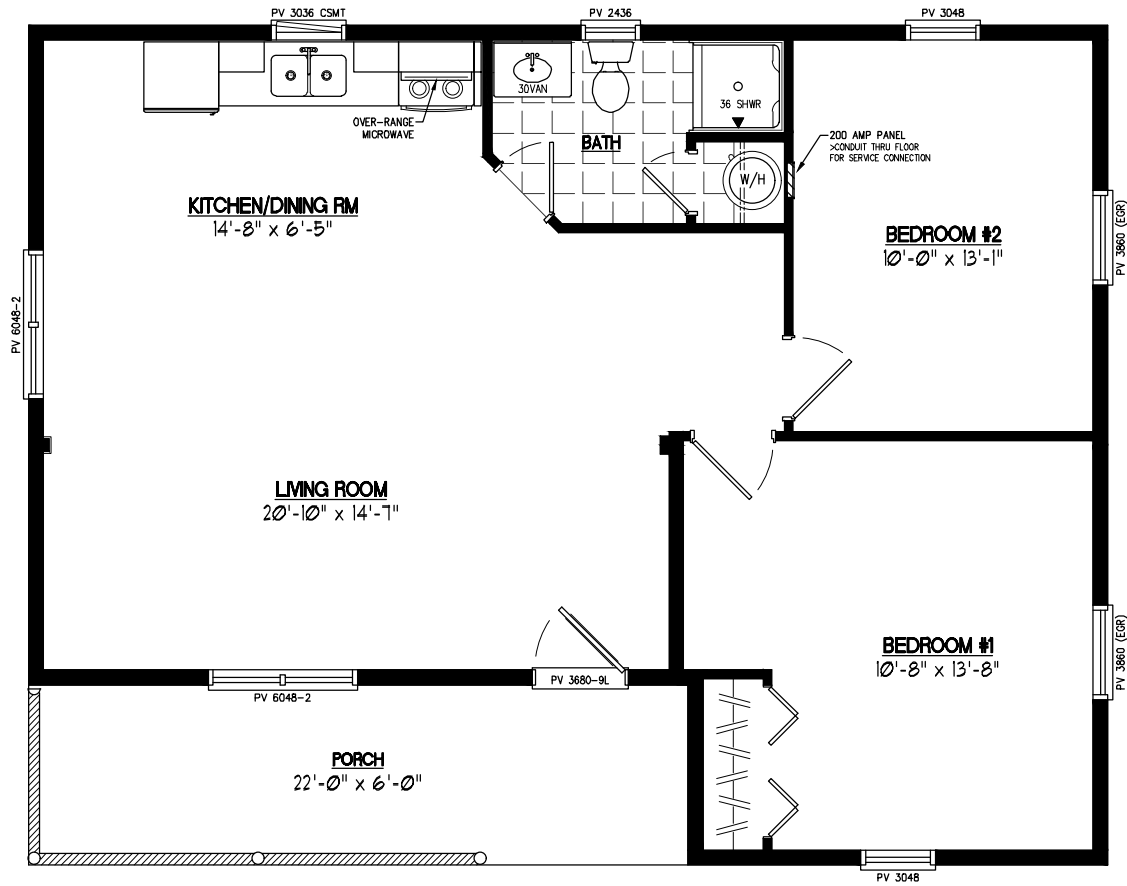 PV 3036 CSMT
PV 2436
PV 3048
30VAN
36 SHWR
OVER-RANGE
MICROWAVE
BATH
200 AMP PANEL
>CONDUIT THRU FLOOR
FOR SERVICE CONNECTION
W/H
KITCHEN/DINING RM
14'-8" x 6'-5"
BEDROOM #2
10'-0" x 13'-1"
PV 3860 (EGR)
PV 6048-2
LIVING ROOM
20'-10" x 14'-7"
BEDROOM #1
10'-8" x 13'-8"
PV 3860 (EGR)
PV 3680-9L
PV 6048-2
PORCH
22'-0" x 6'-0"
PV 3048